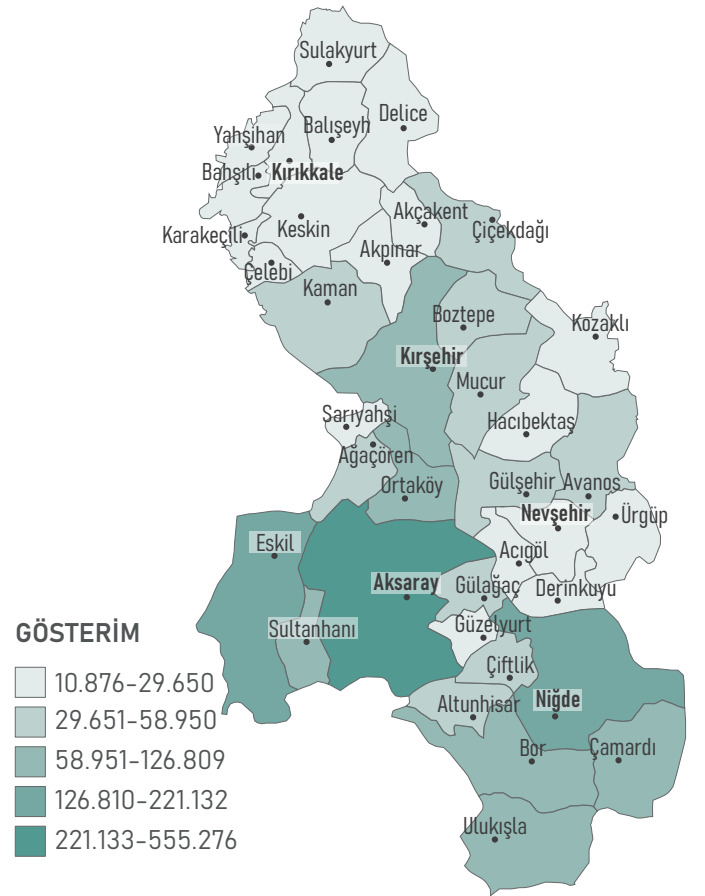 Sulakyurt
Delice
Balışeyh
Yahşihan
Bahşılı
Kırıkkale
Akçakent
Keskin
Çiçekdağı
Karakeçili
Akpınar
Çelebi
Kaman
Boztepe
Kozaklı
Kırşehir
Mucur
Sarıyahşi
Hacıbektaş
Ağaçören
Gülşehir
Avanos
Ortaköy
Nevşehir
Ürgüp
Eskil
Acıgöl
Aksaray
Gülağaç
Derinkuyu
Sultanhanı
Güzelyurt
Çiftlik
Altunhisar
Niğde
Bor
Çamardı
Ulukışla
GÖSTERİM
10.876-29.650
29.651-58.950
58.951-126.809
126.810-221.132
221.133-555.276